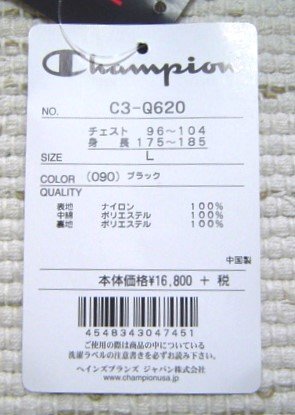 Champion
NO. C3-Q620
チェスト 96～104
身 長 175～185
SIZE L
COLOR (090) ブラック
QUALITY
表地 ナイロン 100%
中綿 ポリエステル 100%
裏地 ポリエステル 100%
中国製
本体価格¥16,800 + 税
4548343047451
ご使用の際は商品の中についている
洗濯ラベルの注意書きを必ずお読みください。
ヘインズブランズ ジャパン株式会社
www.championusa.jp